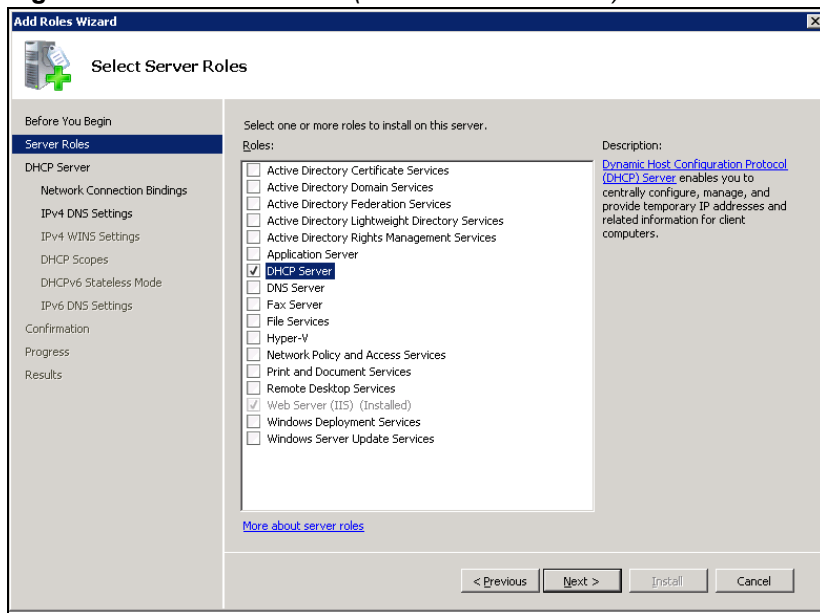 Add Roles Wizard
Select Server Roles
Before You Begin
Server Roles
DHCP Server
Network Connection Bindings
IPv4 DNS Settings
IPv4 WINS Settings
DHCP Scopes
DHCPv6 Stateless Mode
IPv6 DNS Settings
Confirmation
Progress
Results
Select one or more roles to install on this server.
Roles:
Active Directory Certificate Services
Active Directory Domain Services
Active Directory Federation Services
Active Directory Lightweight Directory Services
Active Directory Rights Management Services
Application Server
DHCP Server
DNS Server
Fax Server
File Services
Hyper-V
Network Policy and Access Services
Print and Document Services
Remote Desktop Services
Web Server (IIS) (Installed)
Windows Deployment Services
Windows Server Update Services
More about server roles
Description:
Dynamic Host Configuration Protocol
(DHCP) Server enables you to
centrally configure, manage, and
provide temporary IP addresses and
related information for client
computers.
< Previous
Next >
Install
Cancel